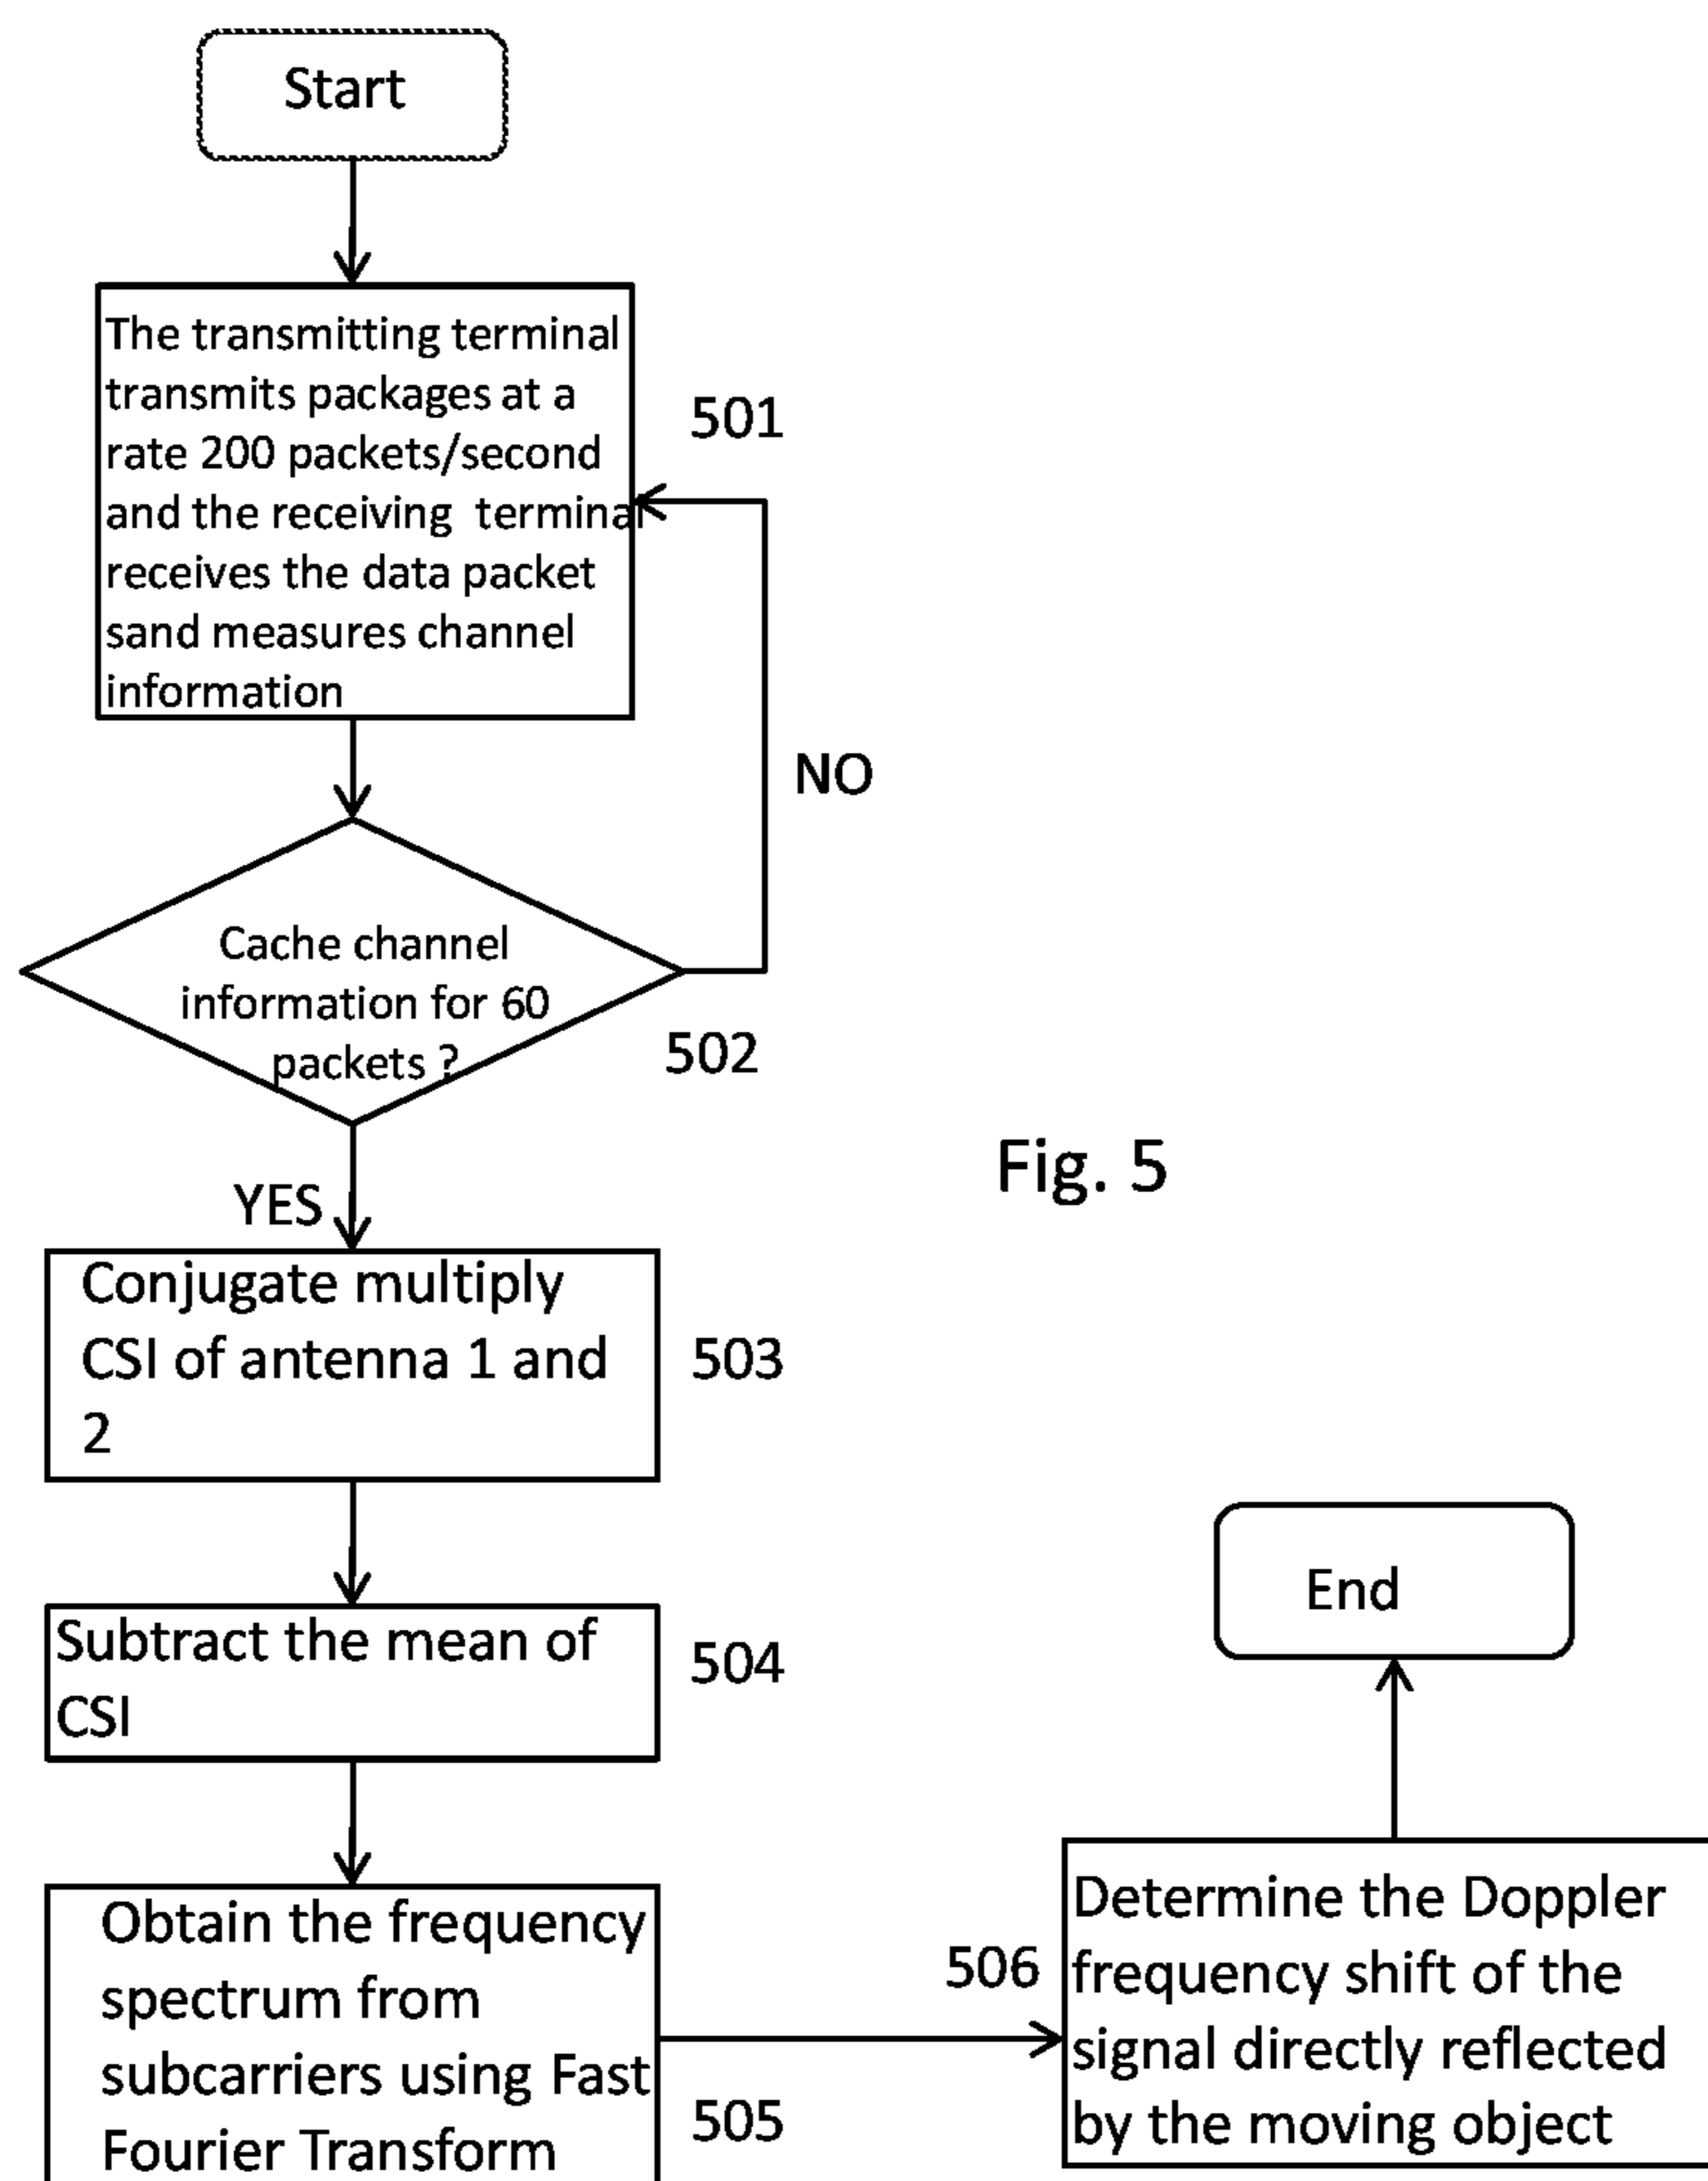 Start
The transmitting terminal
transmits packages at a
rate 200 packets/second
and the receiving terminal
receives the data packet
sand measures channel
information
501
NO
Cache channel
information for 60
packets ?
502
Fig. 5
YES
Conjugate multiply
CSI of antenna 1 and
2
503
Subtract the mean of
CSI
504
Obtain the frequency
spectrum from
subcarriers using Fast
Fourier Transform
505
506
Determine the Doppler
frequency shift of the
signal directly reflected
by the moving object
End